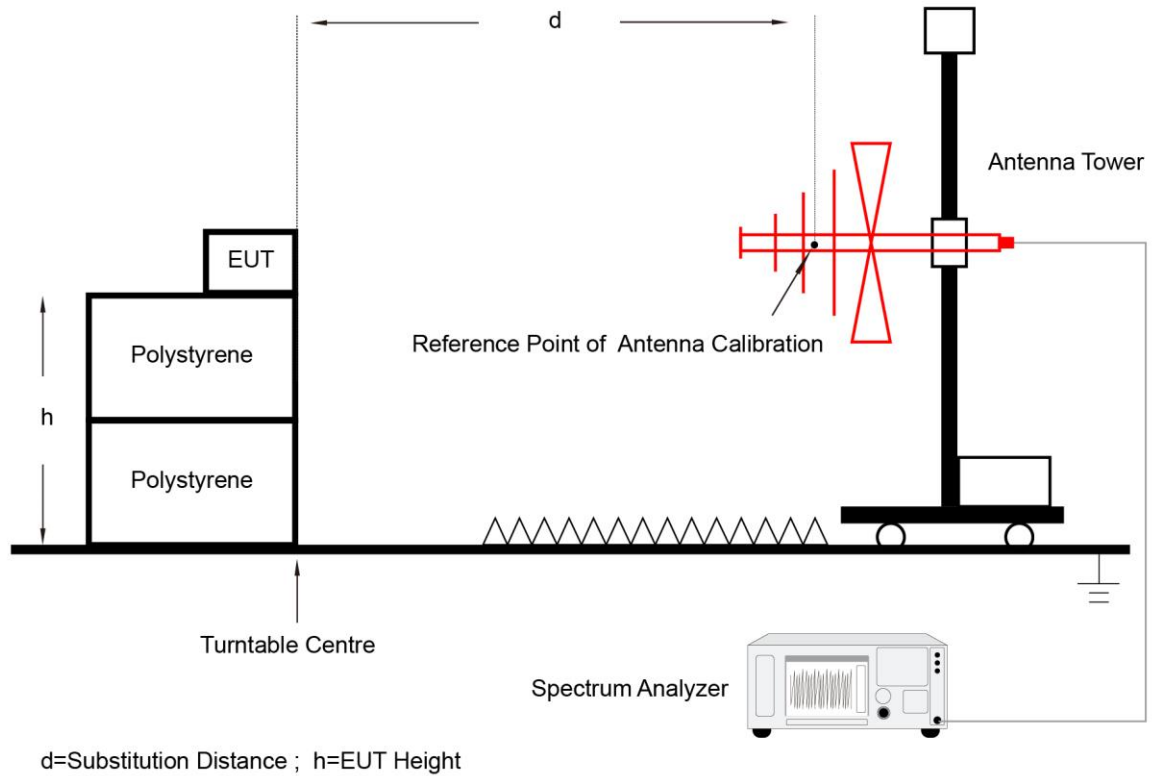 d
Antenna Tower
EUT
Reference Point of Antenna Calibration
Polystyrene
h
Polystyrene
Turntable Centre
Spectrum Analyzer
d=Substitution Distance ; h=EUT Height